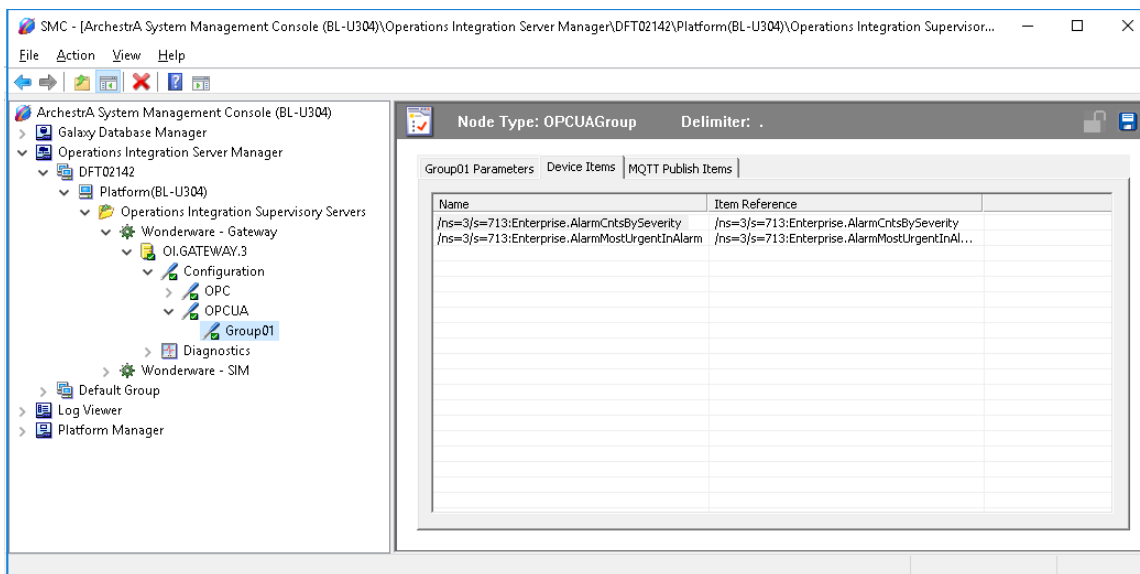 SMC - [ArchestrA System Management Console (BL-U304)\Operations Integration Server Manager\DFT02142\Platform(BL-U304)\Operations Integration Supervisor...
File Action View Help
ArchestrA System Management Console (BL-U304)
Galaxy Database Manager
Operations Integration Server Manager
DFT02142
Platform(BL-U304)
Operations Integration Supervisory Servers
Wonderware - Gateway
OI.GATEWAY.3
Configuration
OPC
OPCUA
Group01
Diagnostics
Wonderware - SIM
Default Group
Log Viewer
Platform Manager
Node Type: OPCUAGroup Delimiter: .
Group01 Parameters Device Items MQTT Publish Items
Name Item Reference
/ns=3/s=713:Enterprise.AlarmCntsBySeverity /ns=3/s=713:Enterprise.AlarmCntsBySeverity
/ns=3/s=713:Enterprise.AlarmMostUrgentInAlarm /ns=3/s=713:Enterprise.AlarmMostUrgentInAl...